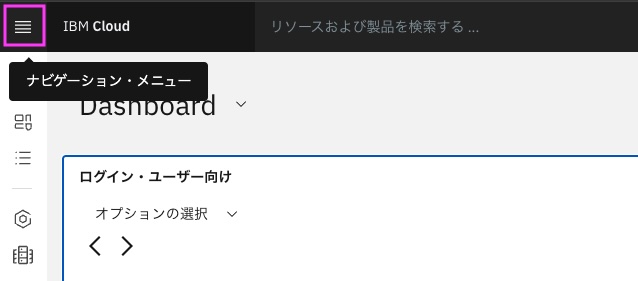 IBM Cloud
リソースおよび製品を検索する ...
ナビゲーション・メニュー
Dashboard
ログイン・ユーザー向け
オプションの選択